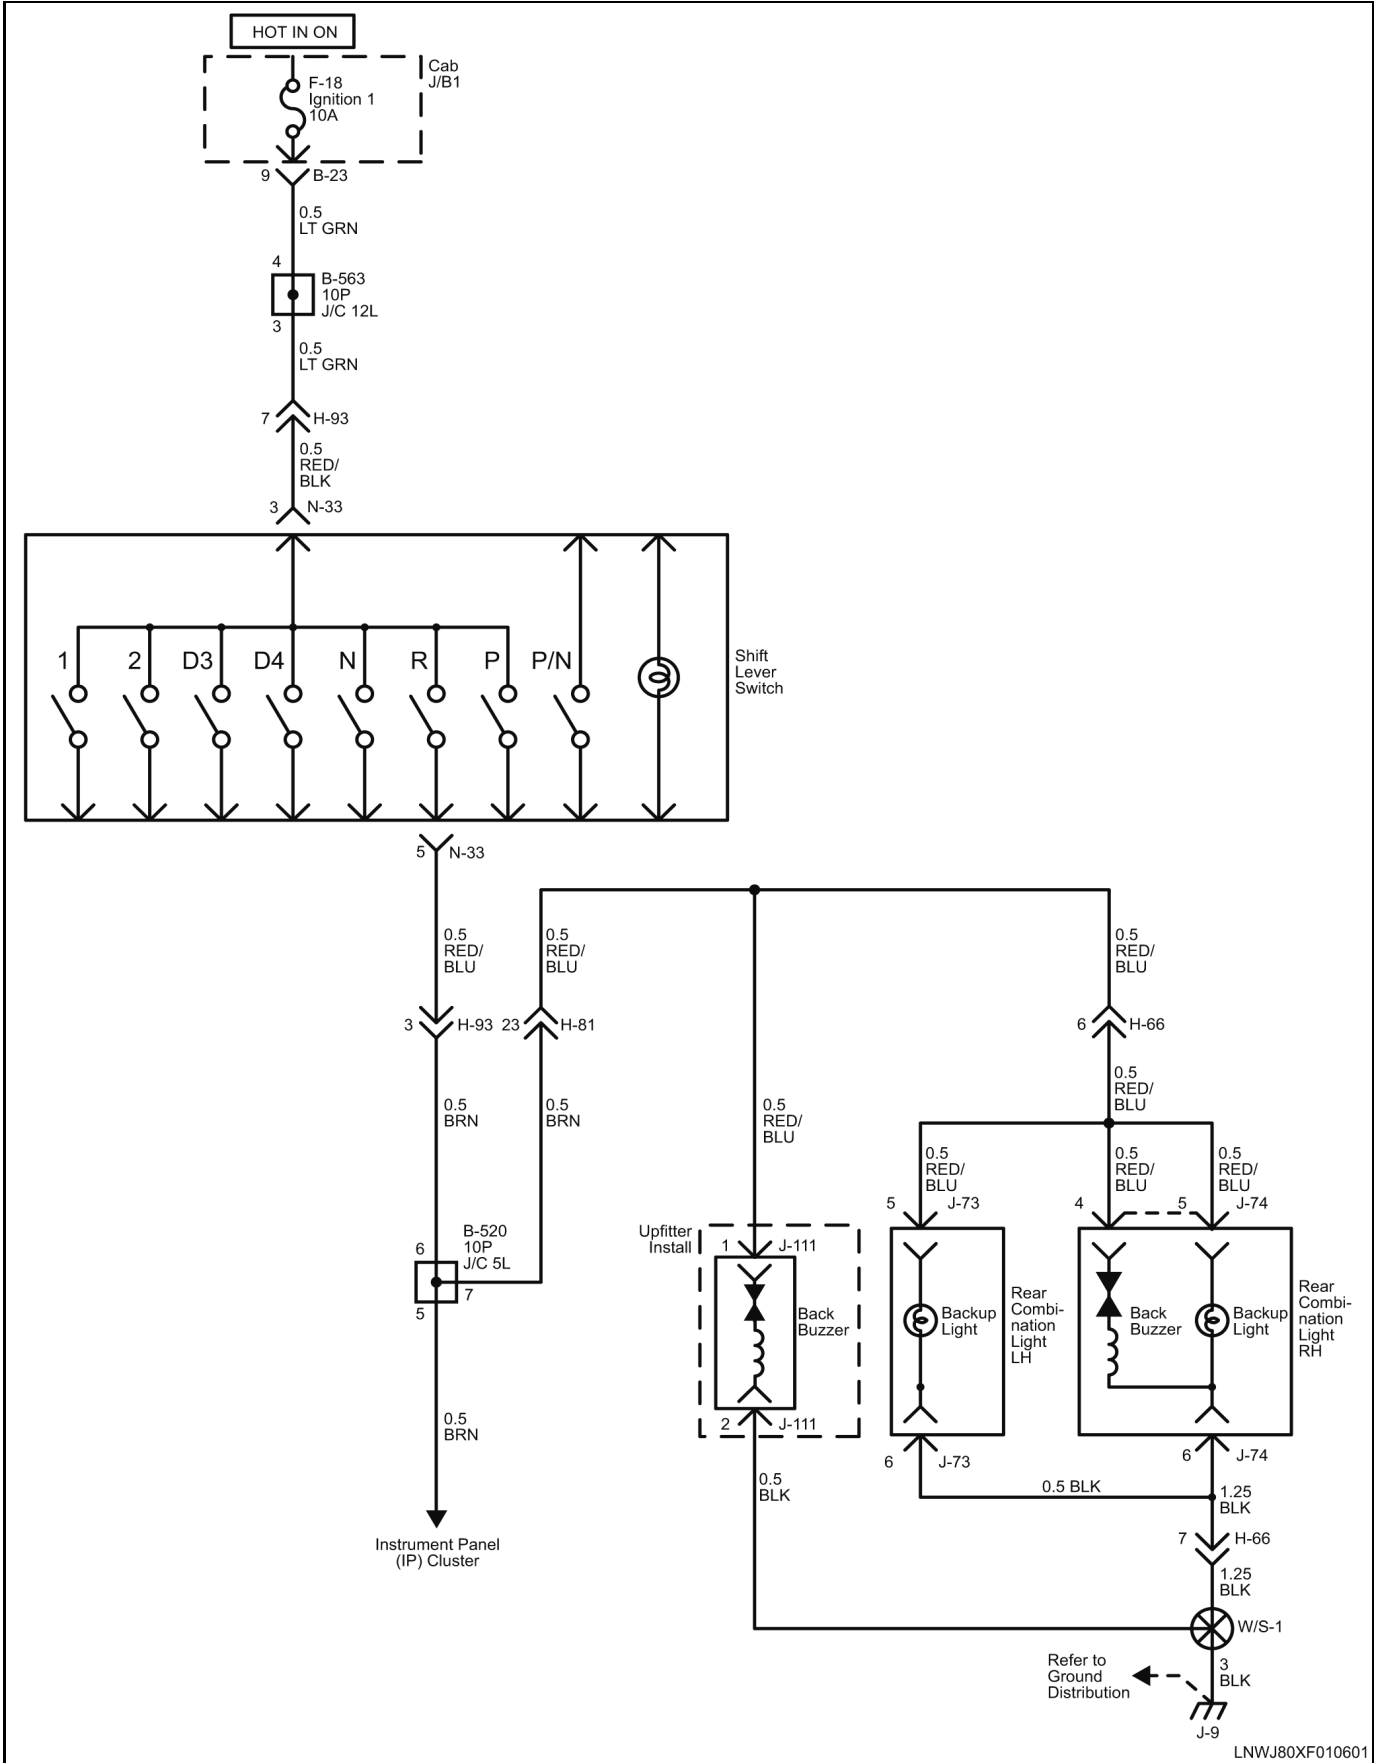 HOT IN ON
Cab
J/B1
F-18
Ignition 1
10A
9
B-23
0.5
LT GRN
4
B-563
10P
J/C 12L
3
0.5
LT GRN
7
H-93
0.5
RED/
BLK
3
N-33
1
2
D3
D4
N
R
P
P/N
Shift
Lever
Switch
5
N-33
0.5
RED/
BLU
0.5
RED/
BLU
0.5
RED/
BLU
3
H-93
23
H-81
6
H-66
0.5
RED/
BLU
0.5
BRN
0.5
BRN
0.5
RED/
BLU
0.5
RED/
BLU
0.5
RED/
BLU
0.5
RED/
BLU
5
J-73
4
5
J-74
B-520
10P
J/C 5L
6
7
5
Upfitter
Install
1
J-111
Back
Buzzer
2
J-111
Backup
Light
Rear
Combi-
nation
Light
LH
Back
Buzzer
Backup
Light
Rear
Combi-
nation
Light
RH
0.5
BRN
6
J-73
6
J-74
0.5
BLK
0.5 BLK
1.25
BLK
7
H-66
Instrument Panel
(IP) Cluster
1.25
BLK
W/S-1
Refer to
Ground
Distribution
3
BLK
J-9
LNWJ80XF010601